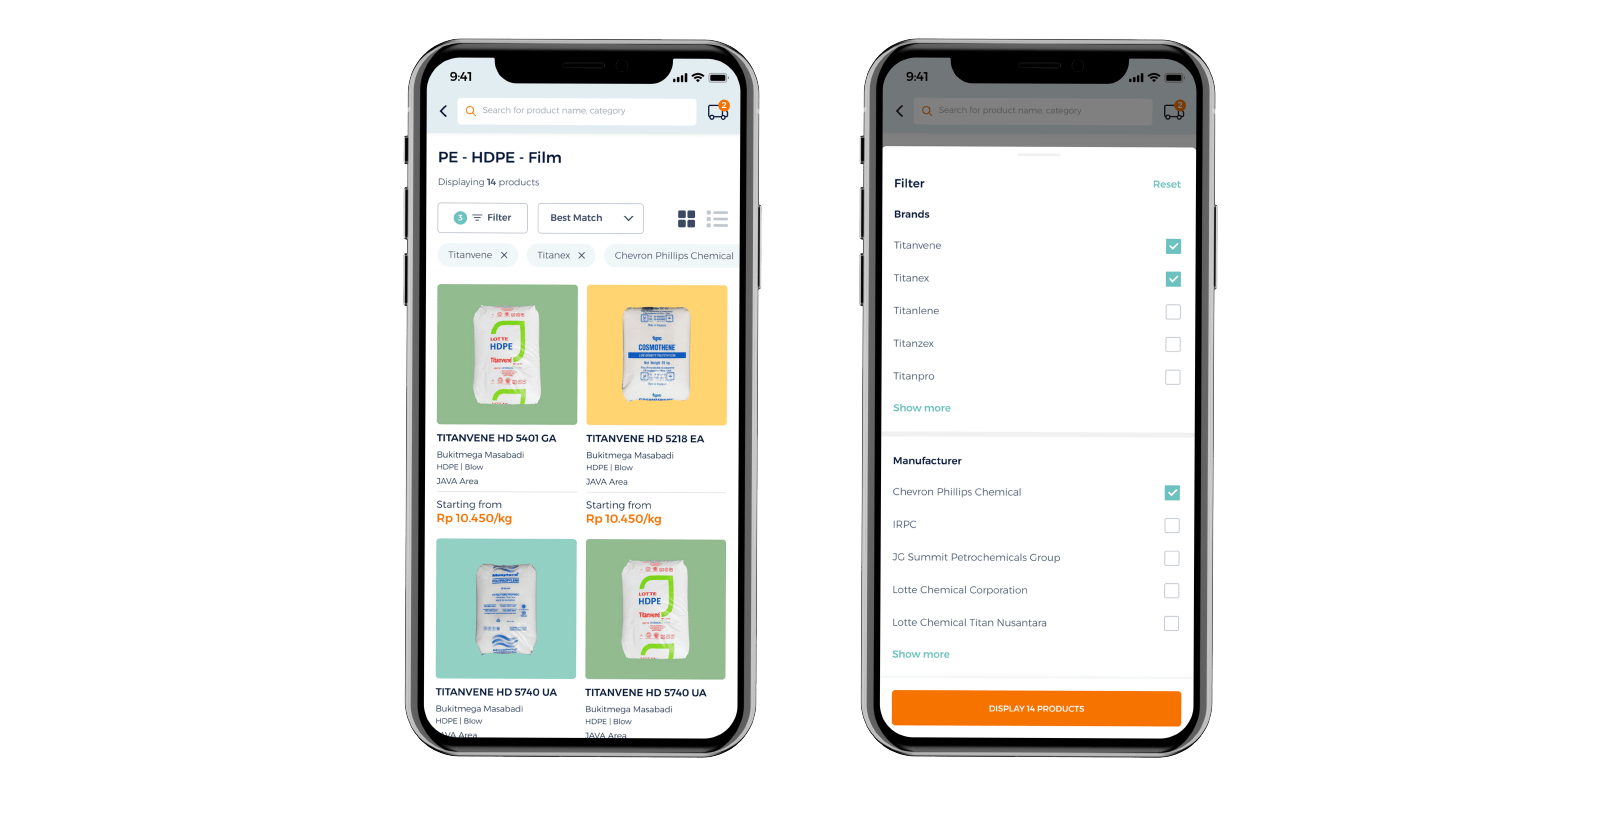 9:41
Search for product name, category
2
PE - HDPE - Film
Displaying 14 products
3 Filter
Best Match
Titanvene
Titanex
Chevron Phillips Chemical
LOTTE
HDPE
Titanvene
tpc
COSMOTHENE
TITANVENE HD 5401 GA
Bukitmega Masabadi
HDPE | Blow
JAVA Area
Starting from
Rp 10.450/kg
TITANVENE HD 5218 EA
Bukitmega Masabadi
HDPE | Blow
JAVA Area
Starting from
Rp 10.450/kg
LOTTE
HDPE
Titanvene
TITANVENE HD 5740 UA
Bukitmega Masabadi
HDPE | Blow
JAVA Area
TITANVENE HD 5740 UA
Bukitmega Masabadi
HDPE | Blow
JAVA Area
9:41
Search for product name, category
2
Filter
Reset
Brands
Titanvene
Titanex
Titanlene
Titanzex
Titanpro
Show more
Manufacturer
Chevron Phillips Chemical
IRPC
JG Summit Petrochemicals Group
Lotte Chemical Corporation
Lotte Chemical Titan Nusantara
Show more
DISPLAY 14 PRODUCTS